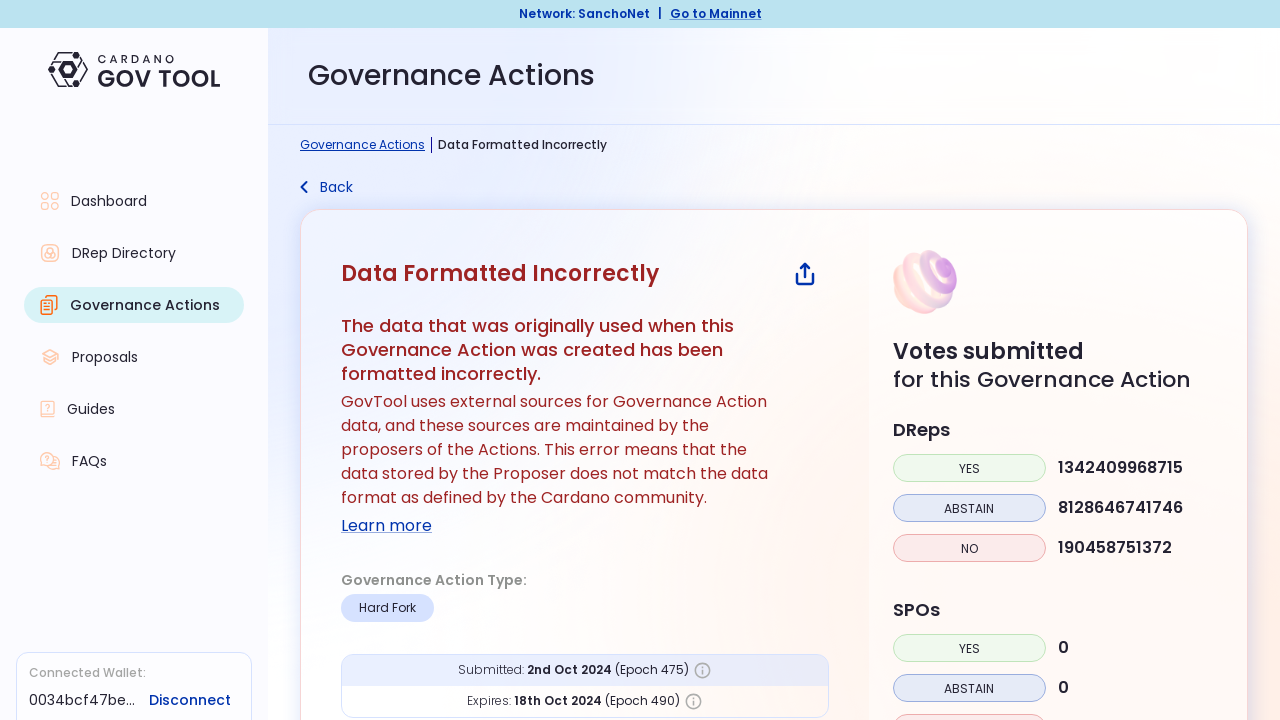 Network: SanchoNet | Go to Mainnet
CARDANO
GOV TOOL
Governance Actions
Governance Actions | Data Formatted Incorrectly
Back
Dashboard
DRep Directory
Governance Actions
Proposals
Guides
FAQs
Connected Wallet:
0034bcf47be... Disconnect
Data Formatted Incorrectly
The data that was originally used when this
Governance Action was created has been
formatted incorrectly.
GovTool uses external sources for Governance Action
data, and these sources are maintained by the
proposers of the Actions. This error means that the
data stored by the Proposer does not match the data
format as defined by the Cardano community.
Learn more
Governance Action Type:
Hard Fork
Submitted: 2nd Oct 2024 (Epoch 475)
Expires: 18th Oct 2024 (Epoch 490)
Votes submitted
for this Governance Action
DReps
YES 1342409968715
ABSTAIN 8128646741746
NO 190458751372
SPOs
YES 0
ABSTAIN 0